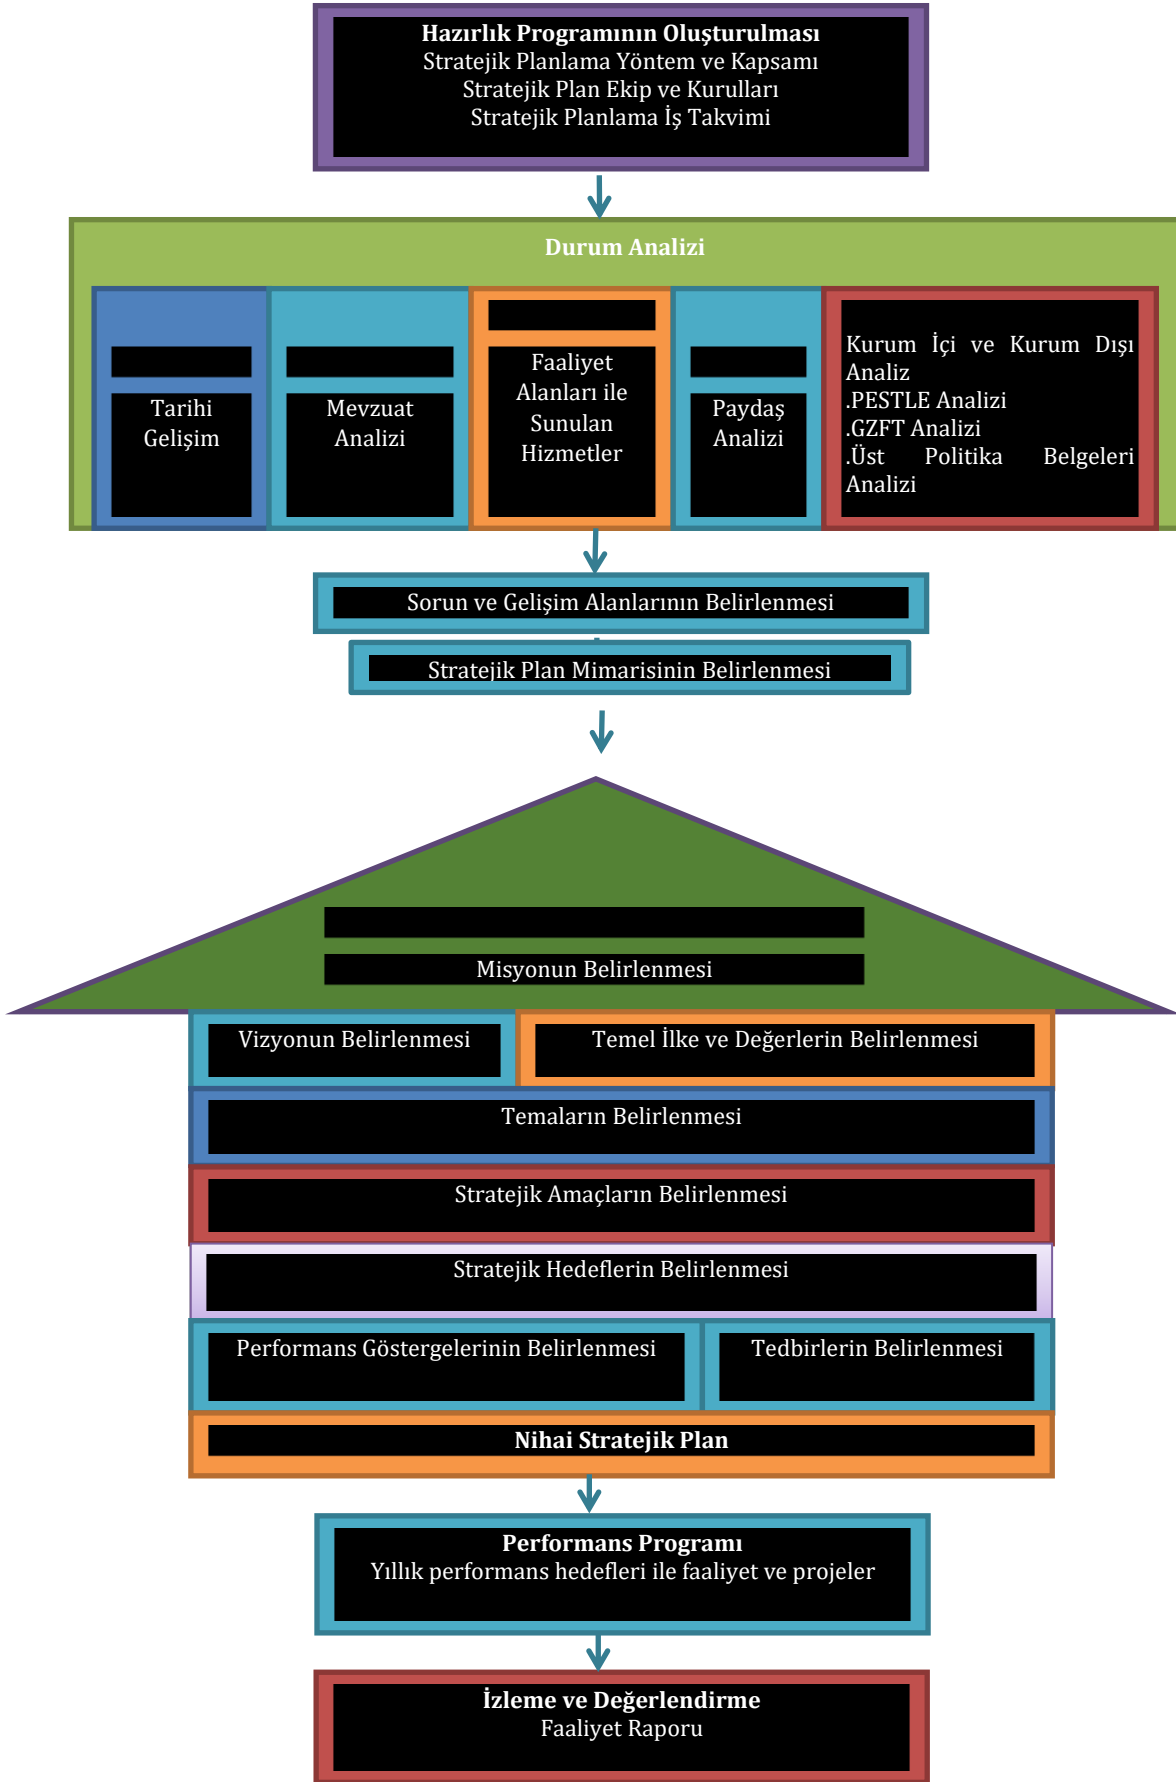 Hazırlık Programının Oluşturulması
Stratejik Planlama Yöntem ve Kapsamı
Stratejik Plan Ekip ve Kurulları
Stratejik Planlama İş Takvimi
Durum Analizi
Tarihi
Gelişim
Mevzuat
Analizi
Faaliyet
Alanları ile
Sunulan
Hizmetler
Paydaş
Analizi
Kurum İçi ve Kurum Dışı
Analiz
.PESTLE Analizi
.GZFT Analizi
.Üst Politika Belgeleri
Analizi
Sorun ve Gelişim Alanlarının Belirlenmesi
Stratejik Plan Mimarisinin Belirlenmesi
Misyonun Belirlenmesi
Vizyonun Belirlenmesi
Temel İlke ve Değerlerin Belirlenmesi
Temaların Belirlenmesi
Stratejik Amaçların Belirlenmesi
Stratejik Hedeflerin Belirlenmesi
Performans Göstergelerinin Belirlenmesi
Tedbirlerin Belirlenmesi
Nihai Stratejik Plan
Performans Programı
Yıllık performans hedefleri ile faaliyet ve projeler
İzleme ve Değerlendirme
Faaliyet Raporu